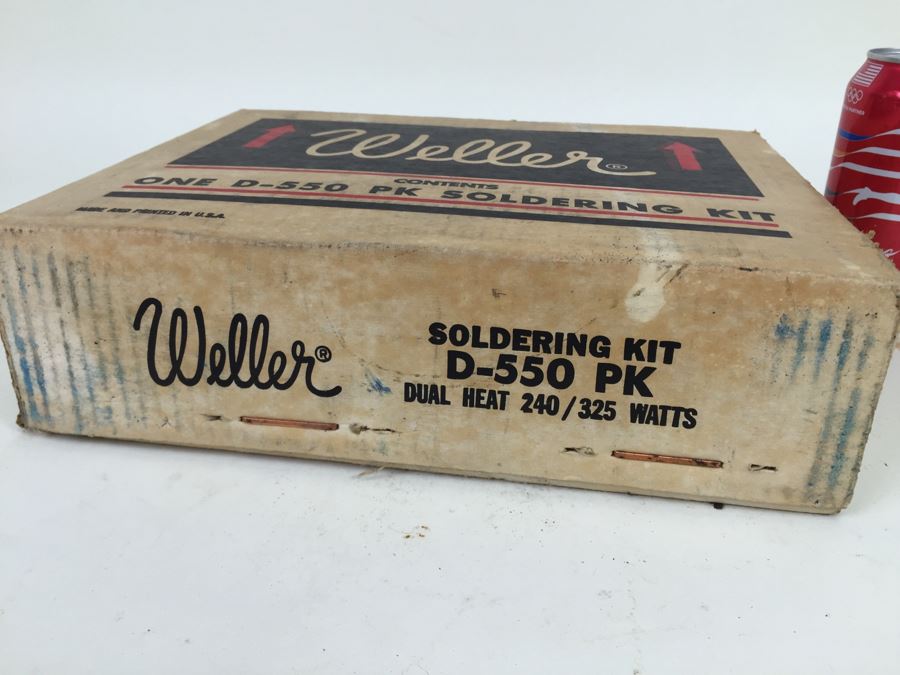 Weller®
CONTENTS
ONE D-550 PK SOLDERING KIT
MADE AND PRINTED IN U.S.A.
Weller®
SOLDERING KIT
D-550 PK
DUAL HEAT 240/325 WATTS